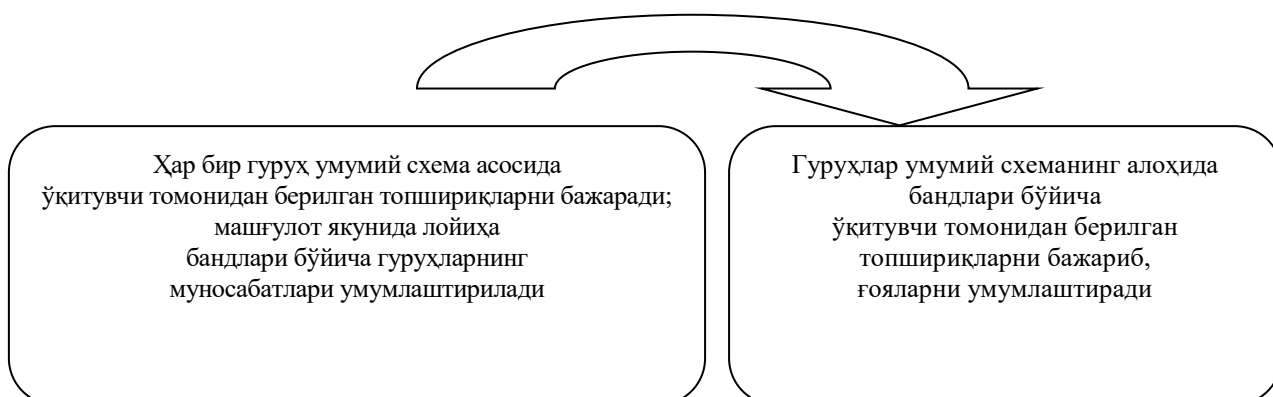 Ҳар бир гуруҳ умумий схема асосида
ўқитувчи томонидан берилган топшириқларни бажаради;
машғулот якунида лойиҳа
бандлари бўйича гуруҳларнинг
муносабатлари умумлаштирилади
Гуруҳлар умумий схеманинг алоҳида
бандлари бўйича
ўқитувчи томонидан берилган
топшириқларни бажариб,
ғояларни умумлаштиради